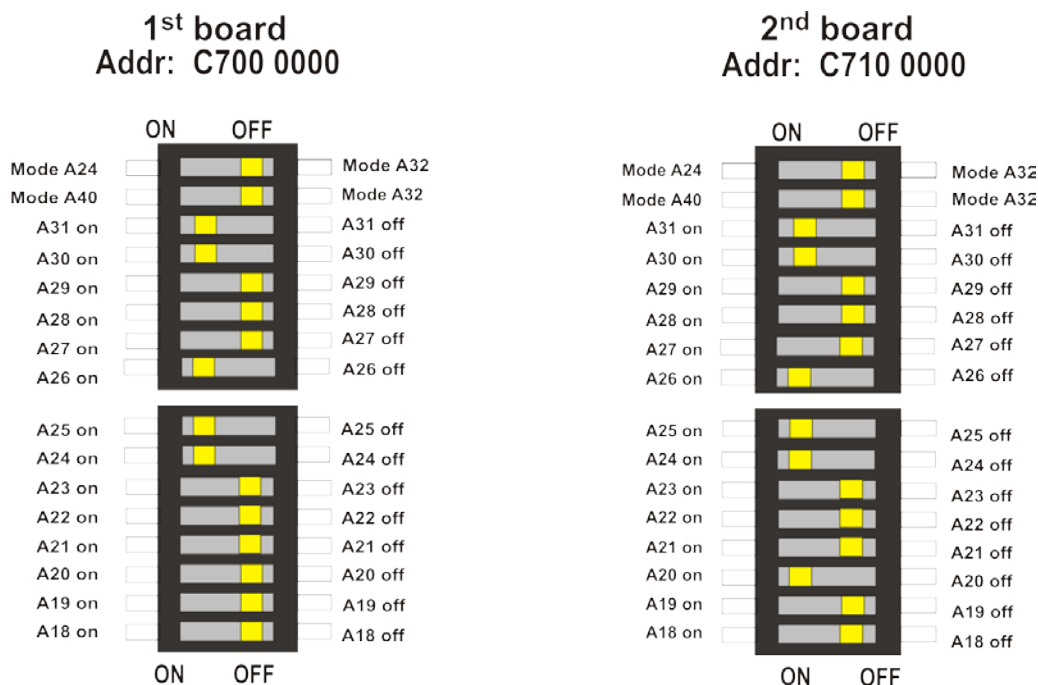 1st board
Addr: C700 0000
ON OFF
Mode A24 Mode A32
Mode A40 Mode A32
A31 on A31 off
A30 on A30 off
A29 on A29 off
A28 on A28 off
A27 on A27 off
A26 on A26 off
A25 on A25 off
A24 on A24 off
A23 on A23 off
A22 on A22 off
A21 on A21 off
A20 on A20 off
A19 on A19 off
A18 on A18 off
ON OFF
2nd board
Addr: C710 0000
ON OFF
Mode A24 Mode A32
Mode A40 Mode A32
A31 on A31 off
A30 on A30 off
A29 on A29 off
A28 on A28 off
A27 on A27 off
A26 on A26 off
A25 on A25 off
A24 on A24 off
A23 on A23 off
A22 on A22 off
A21 on A21 off
A20 on A20 off
A19 on A19 off
A18 on A18 off
ON OFF